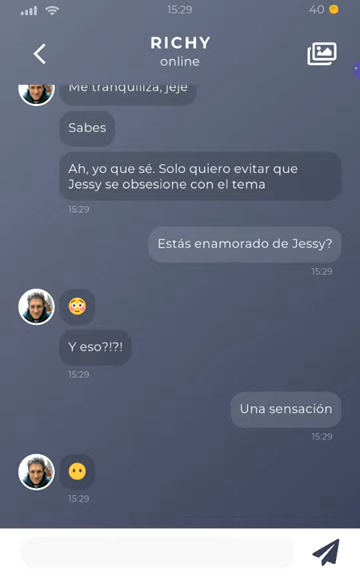 15:29
40
RICHY
online
Me tranquiliza, jeje
Sabes
Ah, yo que sé. Solo quiero evitar que
Jessy se obsesione con el tema
15:29
Estás enamorado de Jessy?
15:29
😳
Y eso?!?!
15:29
Una sensación
15:29
😶
15:29